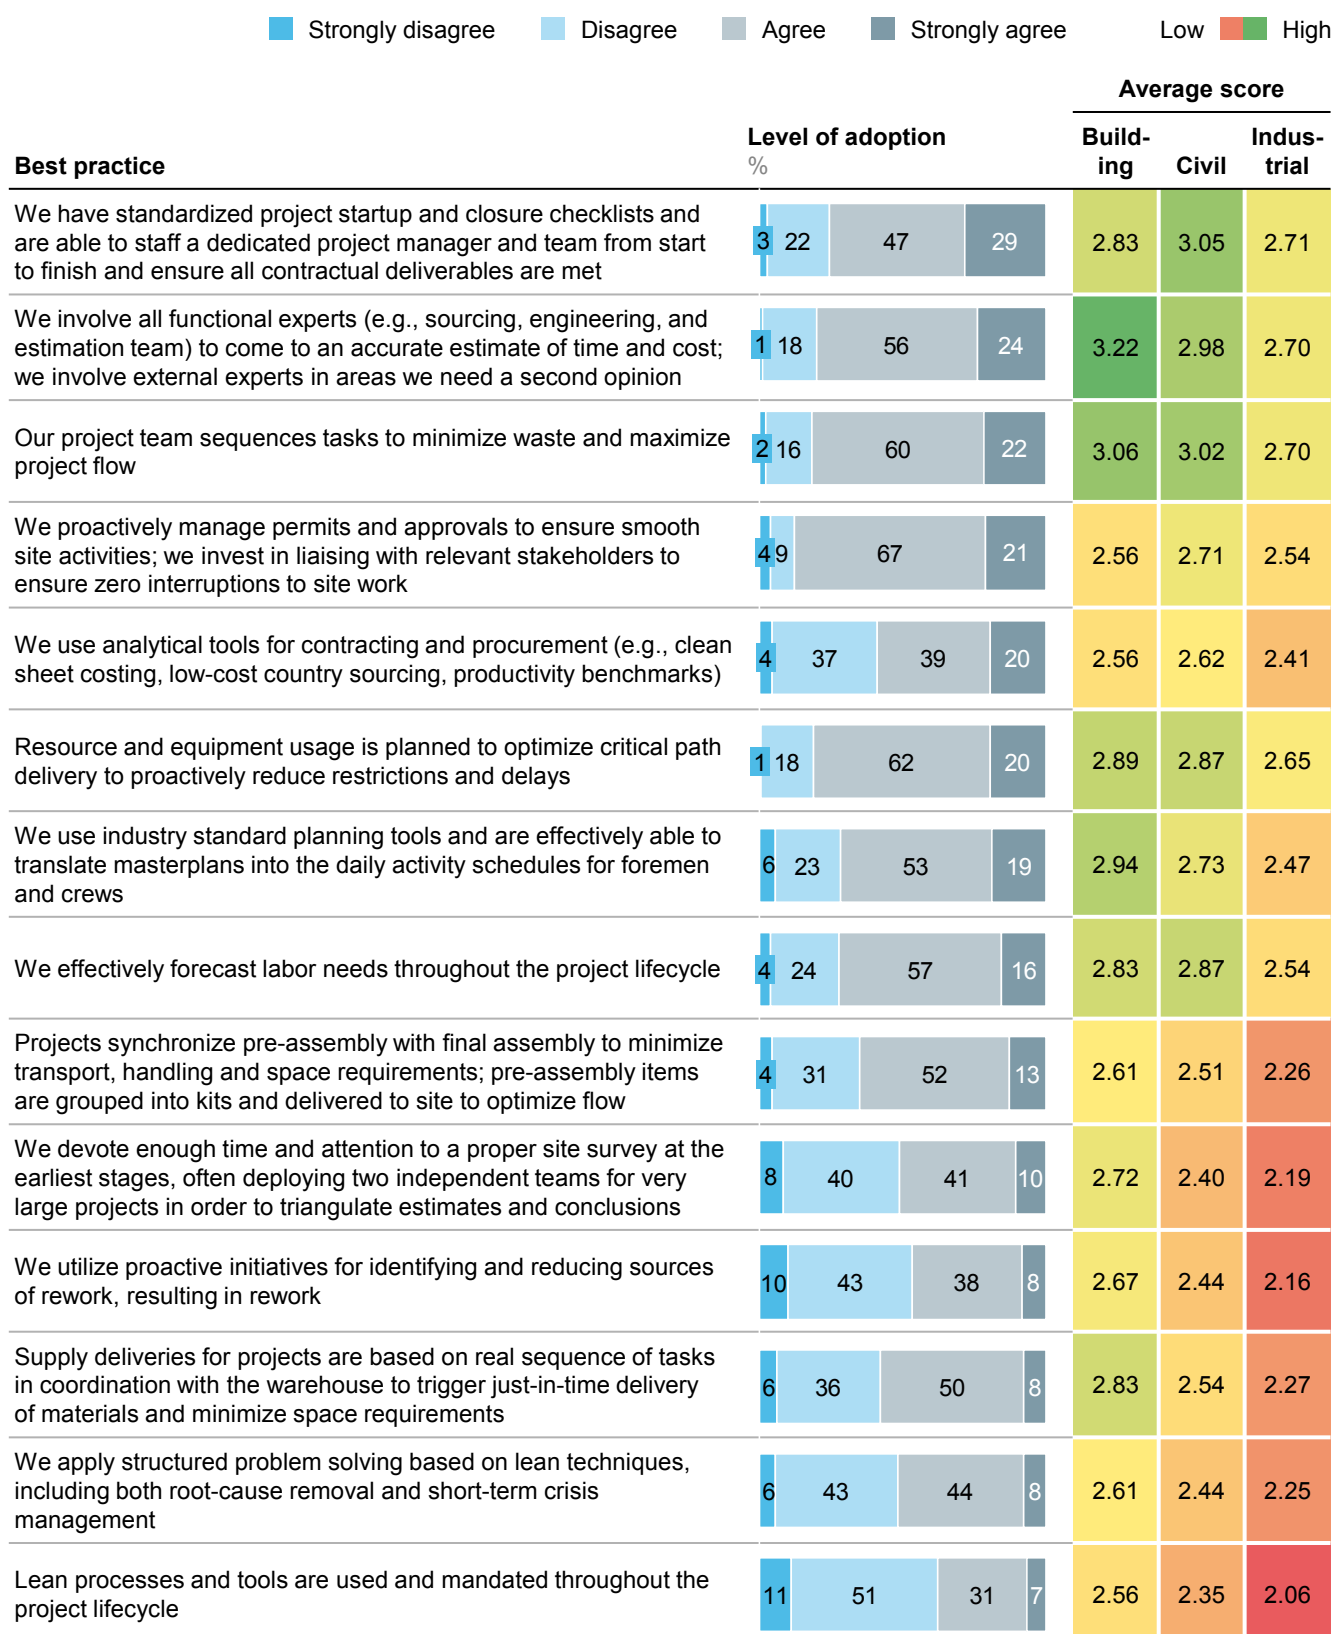 Strongly disagree Disagree Agree Strongly agree Low High
Average score
Level of adoption Build- Indus-
Best practice % ing Civil trial
We have standardized project startup and closure checklists and
are able to staff a dedicated project manager and team from start
to finish and ensure all contractual deliverables are met
3 22 47 29 2.83 3.05 2.71
We involve all functional experts (e.g., sourcing, engineering, and
estimation team) to come to an accurate estimate of time and cost;
we involve external experts in areas we need a second opinion
1 18 56 24 3.22 2.98 2.70
Our project team sequences tasks to minimize waste and maximize
project flow
2 16 60 22 3.06 3.02 2.70
We proactively manage permits and approvals to ensure smooth
site activities; we invest in liaising with relevant stakeholders to
ensure zero interruptions to site work
4 9 67 21 2.56 2.71 2.54
We use analytical tools for contracting and procurement (e.g., clean
sheet costing, low-cost country sourcing, productivity benchmarks)
4 37 39 20 2.56 2.62 2.41
Resource and equipment usage is planned to optimize critical path
delivery to proactively reduce restrictions and delays
1 18 62 20 2.89 2.87 2.65
We use industry standard planning tools and are effectively able to
translate masterplans into the daily activity schedules for foremen
and crews
6 23 53 19 2.94 2.73 2.47
We effectively forecast labor needs throughout the project lifecycle
4 24 57 16 2.83 2.87 2.54
Projects synchronize pre-assembly with final assembly to minimize
transport, handling and space requirements; pre-assembly items
are grouped into kits and delivered to site to optimize flow
4 31 52 13 2.61 2.51 2.26
We devote enough time and attention to a proper site survey at the
earliest stages, often deploying two independent teams for very
large projects in order to triangulate estimates and conclusions
8 40 41 10 2.72 2.40 2.19
We utilize proactive initiatives for identifying and reducing sources
of rework, resulting in rework
10 43 38 8 2.67 2.44 2.16
Supply deliveries for projects are based on real sequence of tasks
in coordination with the warehouse to trigger just-in-time delivery
of materials and minimize space requirements
6 36 50 8 2.83 2.54 2.27
We apply structured problem solving based on lean techniques,
including both root-cause removal and short-term crisis
management
6 43 44 8 2.61 2.44 2.25
Lean processes and tools are used and mandated throughout the
project lifecycle
11 51 31 7 2.56 2.35 2.06